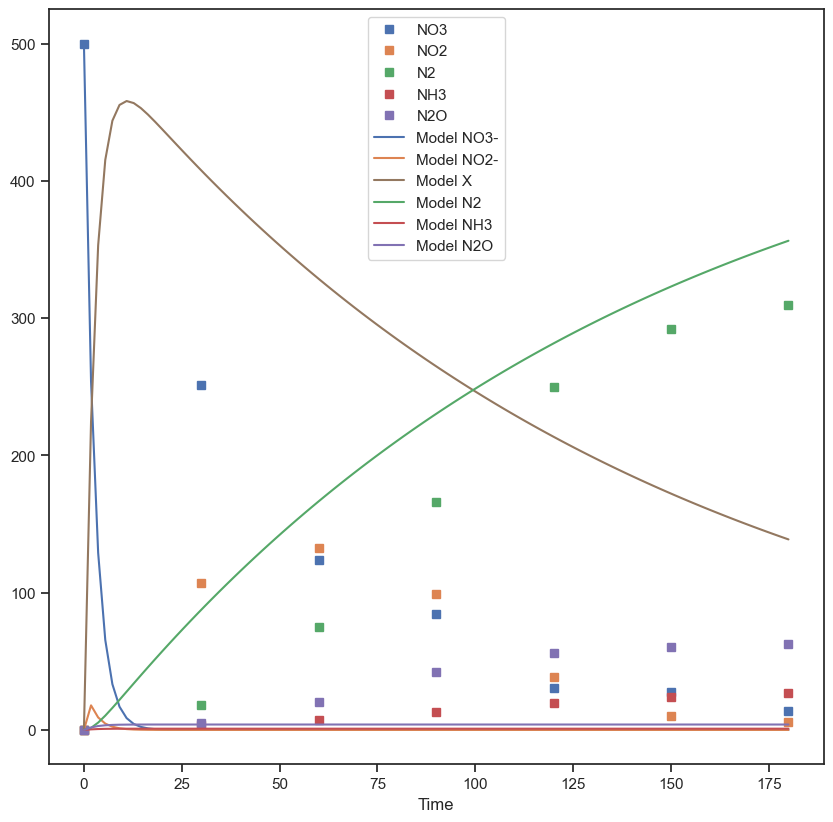 NO3
NO2
N2
NH3
N2O
Model NO3-
Model NO2-
Model X
Model N2
Model NH3
Model N2O
500
400
300
200
100
0
0 25 50 75 100 125 150 175
Time